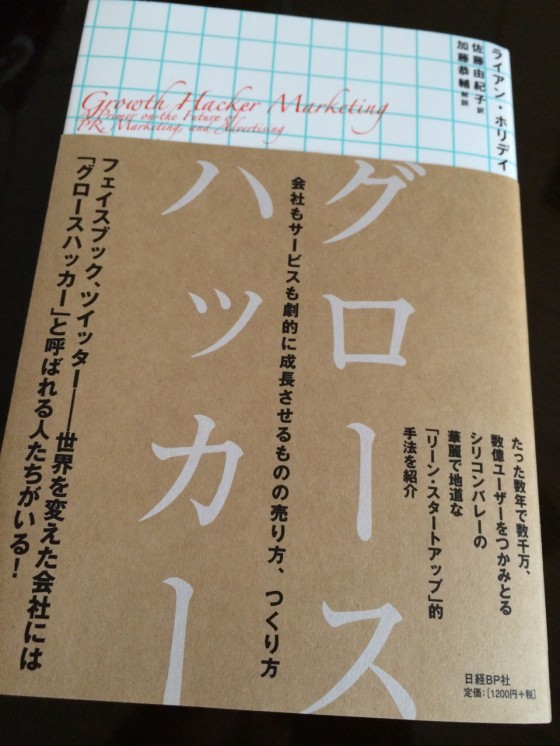 ライアン・ホリデイ
佐藤由紀子 訳
加藤恭輔 解説
Growth Hacker Marketing
A Primer on the Future of
PR, Marketing, and Advertising
グロース
ハッカー
会社もサービスも劇的に成長させるものの売り方、つくり方
たった数年で数千万、
数億ユーザーをつかみとる
シリコンバレーの
華麗で地道な
「リーン・スタートアップ」的
手法を紹介
フェイスブック、ツイッター――世界を変えた会社には
「グロースハッカー」と呼ばれる人たちがいる！
日経BP社
定価：[1200円+税]